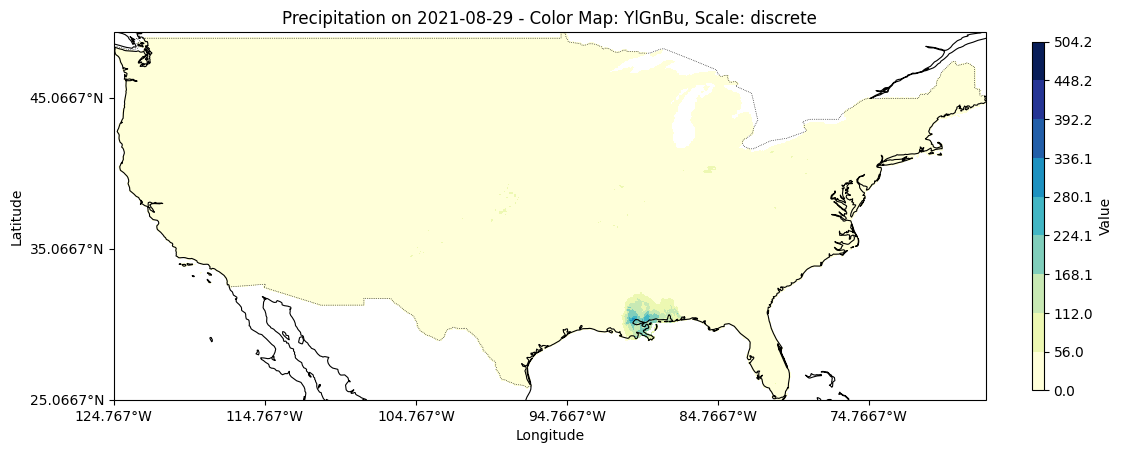 Precipitation on 2021-08-29 - Color Map: YlGnBu, Scale: discrete
45.0667°N
35.0667°N
25.0667°N
Latitude
124.767°W
114.767°W
104.767°W
94.7667°W
84.7667°W
74.7667°W
Longitude
504.2
448.2
392.2
336.1
280.1
224.1
168.1
112.0
56.0
0.0
Value